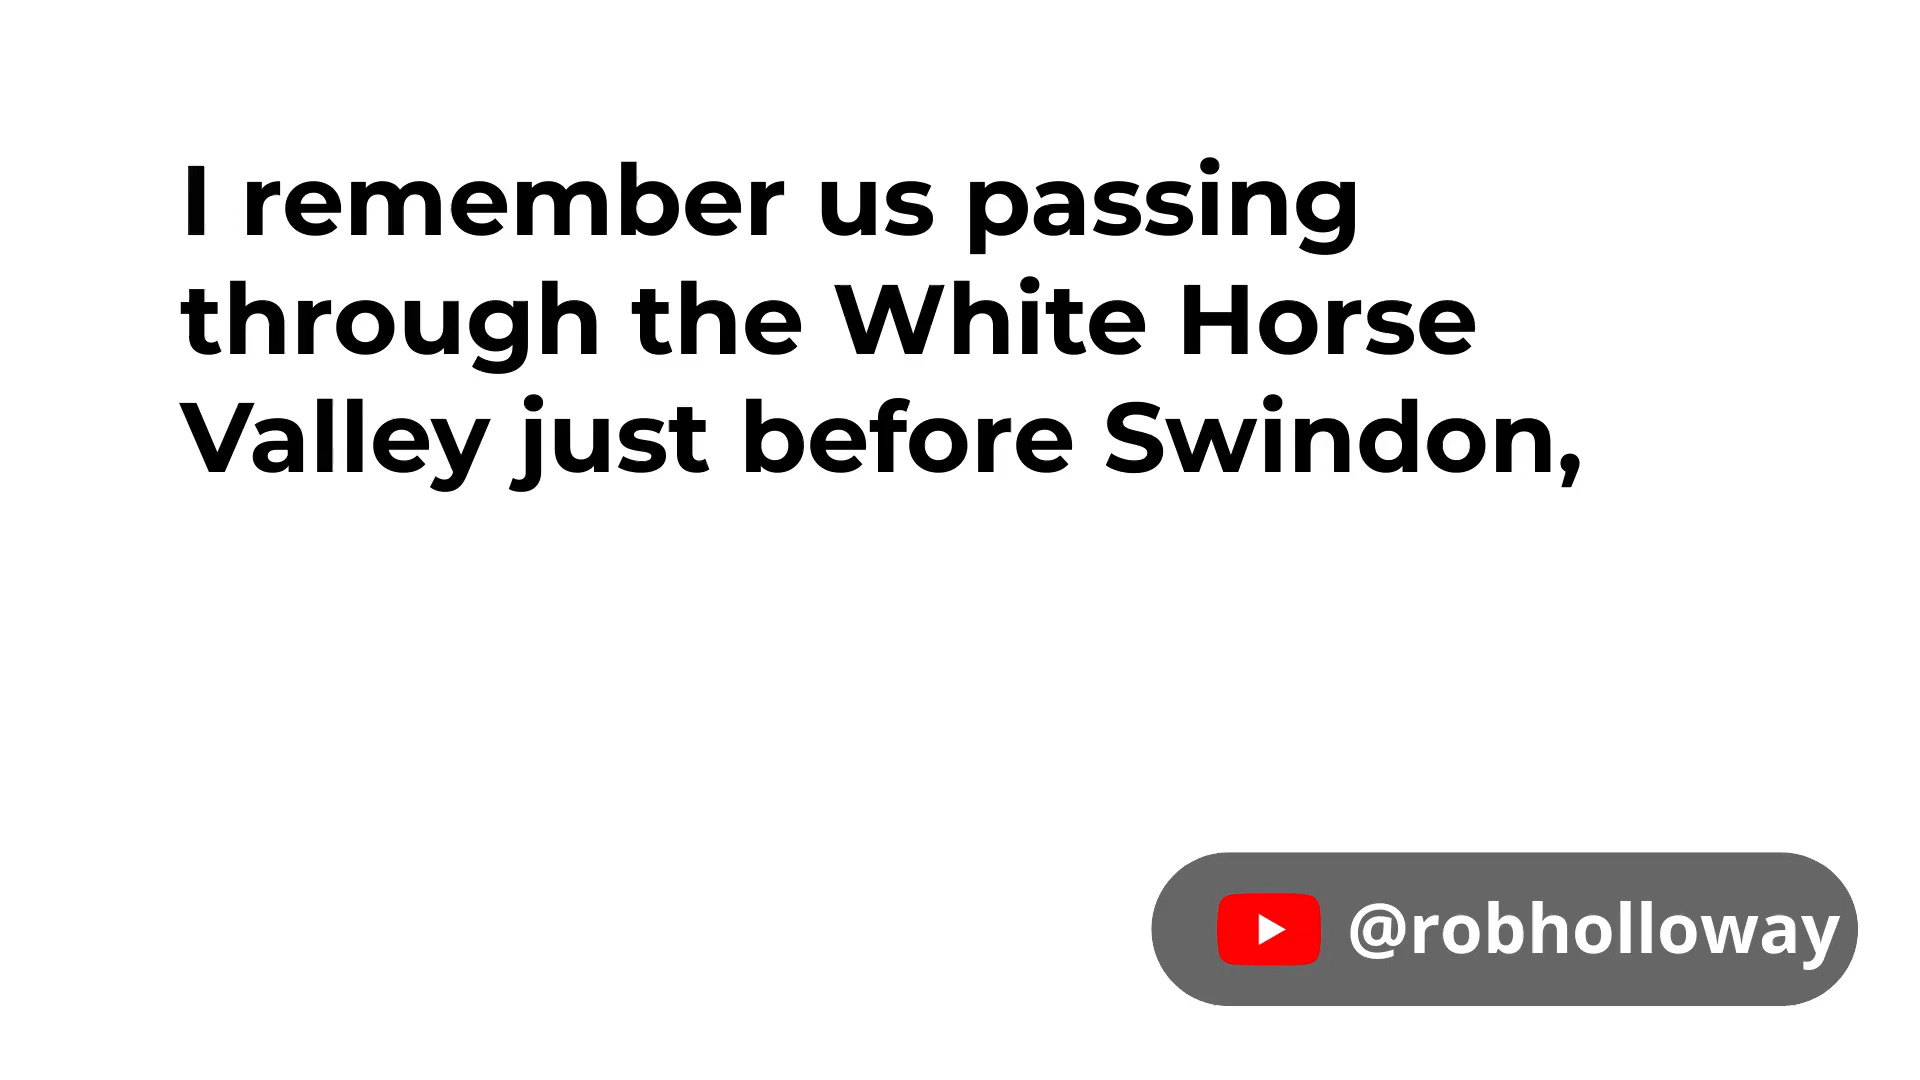 I remember us passing
through the White Horse
Valley just before Swindon,
@robholloway